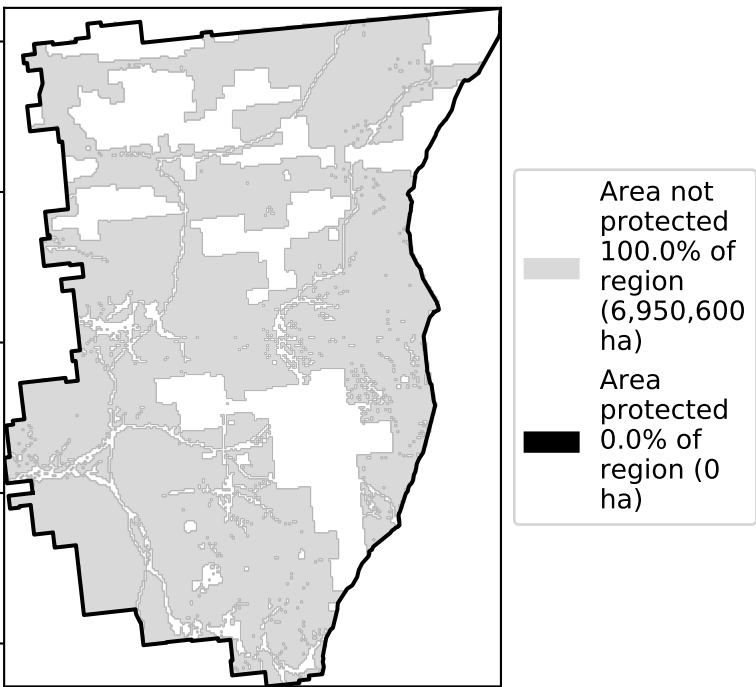 Area not
protected
100.0% of
region
(6,950,600
ha)
Area
protected
0.0% of
region (0
ha)